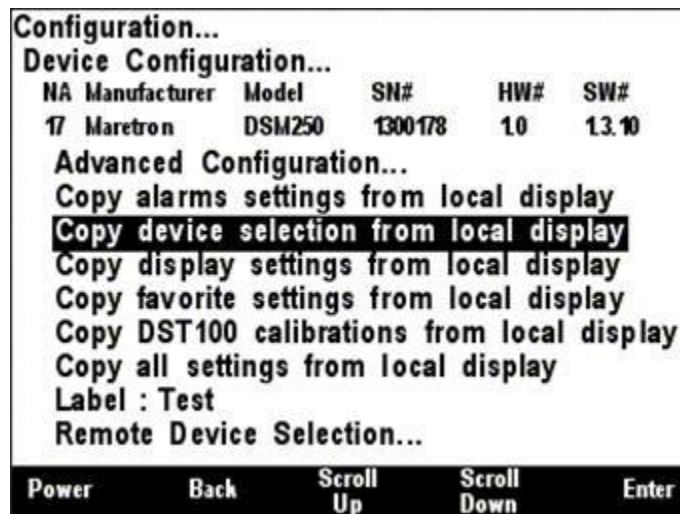 Configuration...
Device Configuration...
NA Manufacturer Model SN# HW# SW#
17 Maretron DSM250 1300178 1.0 1.3.10
Advanced Configuration...
Copy alarms settings from local display
Copy device selection from local display
Copy display settings from local display
Copy favorite settings from local display
Copy DST100 calibrations from local display
Copy all settings from local display
Label : Test
Remote Device Selection...
Power Back Scroll Up Scroll Down Enter